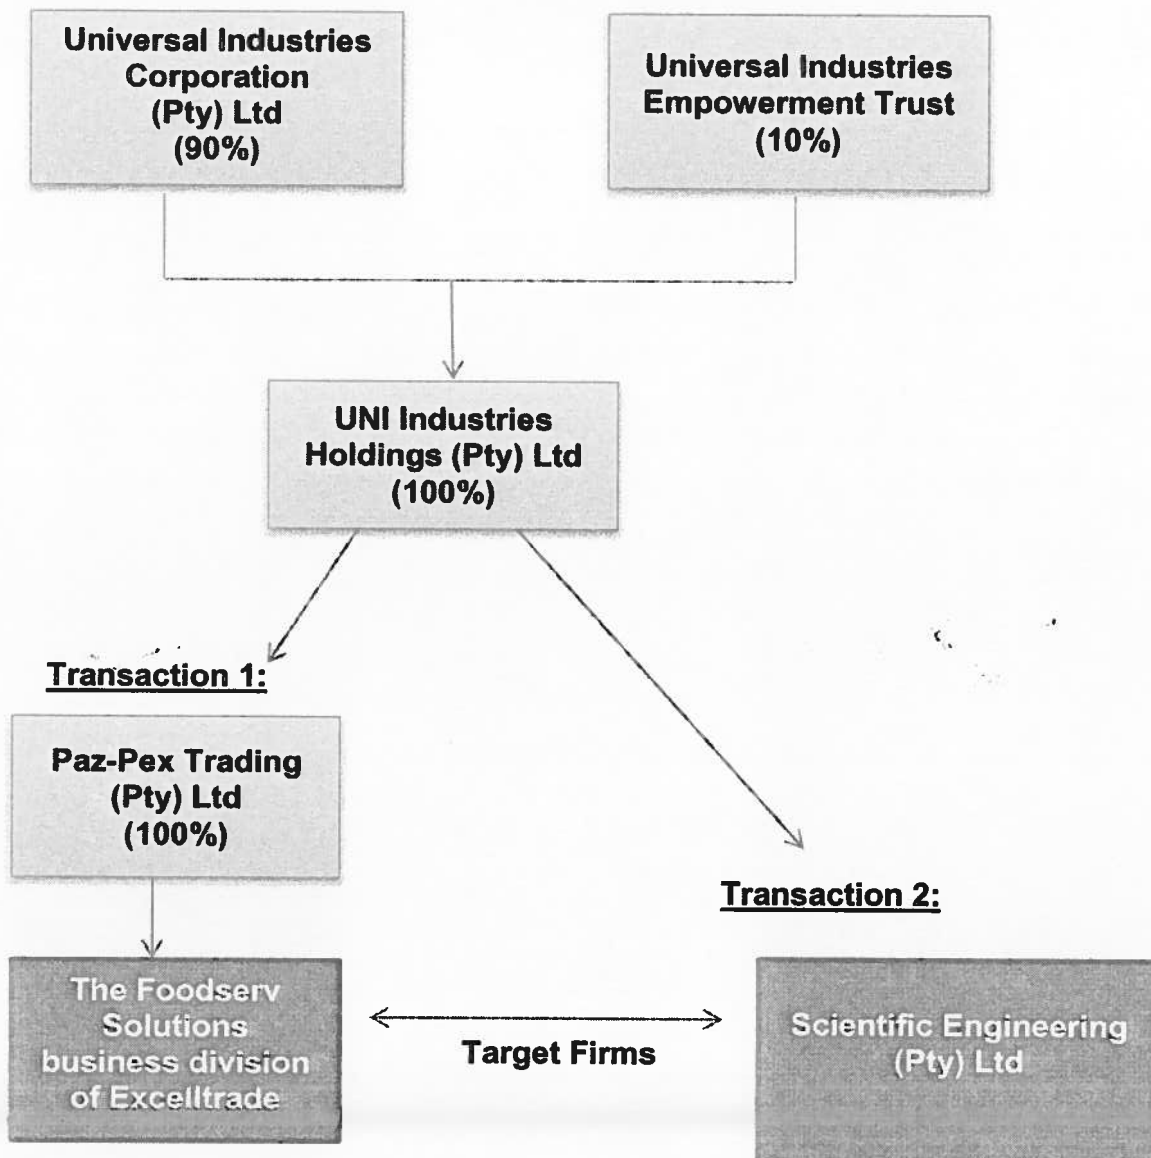 Universal Industries
Corporation
(Pty) Ltd
(90%)
Universal Industries
Empowerment Trust
(10%)
UNI Industries
Holdings (Pty) Ltd
(100%)
Transaction 1:
Paz-Pex Trading
(Pty) Ltd
(100%)
Transaction 2:
The Foodserv
Solutions
business division
of Excelltrade
Target Firms
Scientific Engineering
(Pty) Ltd